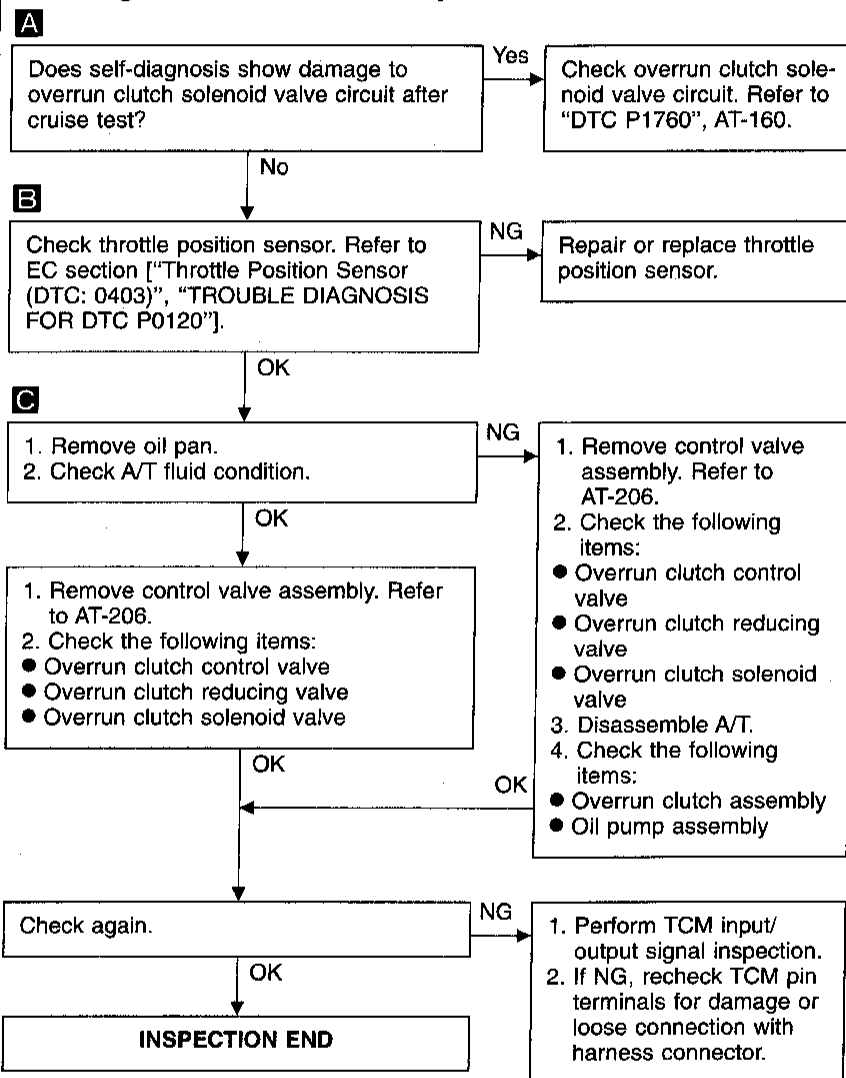 A
Does self-diagnosis show damage to
overrun clutch solenoid valve circuit after
cruise test?
Yes
Check overrun clutch sole-
noid valve circuit. Refer to
“DTC P1760”, AT-160.
No
B
Check throttle position sensor. Refer to
EC section [“Throttle Position Sensor
(DTC: 0403)”, “TROUBLE DIAGNOSIS
FOR DTC P0120”].
NG
Repair or replace throttle
position sensor.
OK
C
1. Remove oil pan.
2. Check A/T fluid condition.
NG
1. Remove control valve
assembly. Refer to
AT-206.
2. Check the following
items:
● Overrun clutch control
valve
● Overrun clutch reducing
valve
● Overrun clutch solenoid
valve
3. Disassemble A/T.
4. Check the following
items:
● Overrun clutch assembly
● Oil pump assembly
OK
1. Remove control valve assembly. Refer
to AT-206.
2. Check the following items:
● Overrun clutch control valve
● Overrun clutch reducing valve
● Overrun clutch solenoid valve
OK
OK
Check again.
NG
1. Perform TCM input/
output signal inspection.
2. If NG, recheck TCM pin
terminals for damage or
loose connection with
harness connector.
OK
INSPECTION END